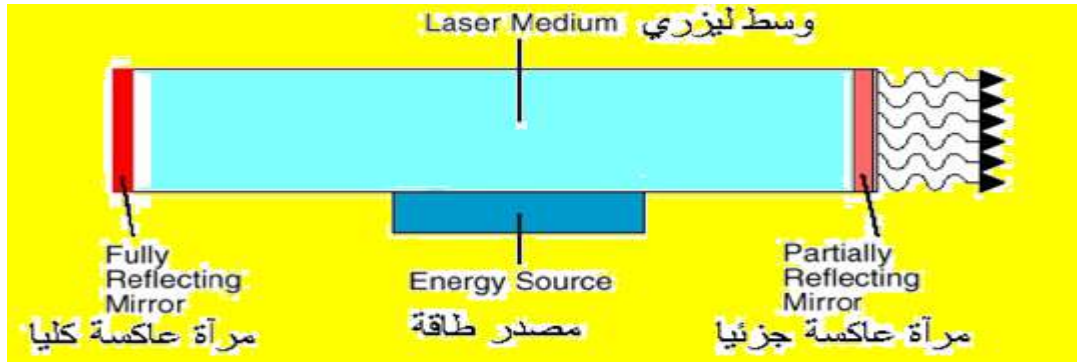 Laser Medium وسط ليزري
Fully
Reflecting
Mirror
مرآة عاكسة كليا
Energy Source
مصدر طاقة
Partially
Reflecting
Mirror
مرآة عاكسة جزئيا